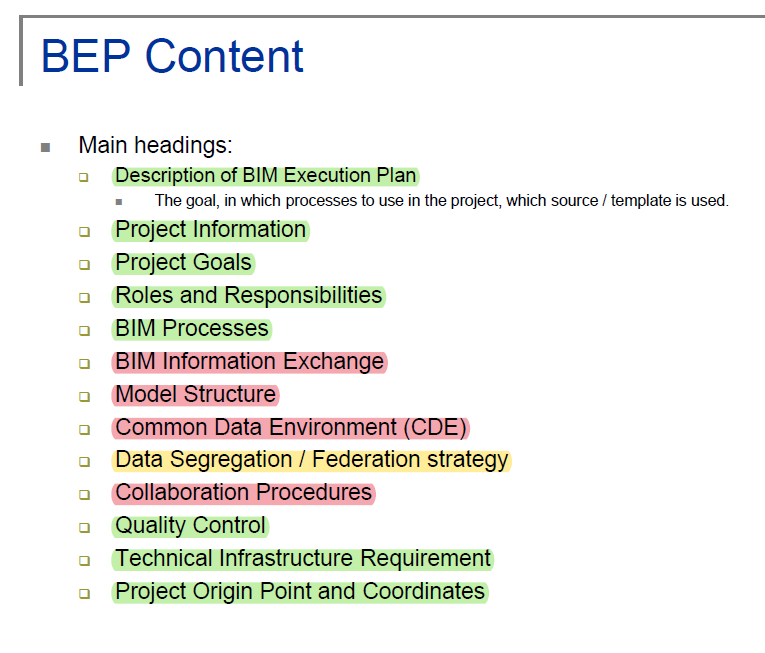 BEP Content
Main headings:
Description of BIM Execution Plan
The goal, in which processes to use in the project, which source / template is used.
Project Information
Project Goals
Roles and Responsibilities
BIM Processes
BIM Information Exchange
Model Structure
Common Data Environment (CDE)
Data Segregation / Federation strategy
Collaboration Procedures
Quality Control
Technical Infrastructure Requirement
Project Origin Point and Coordinates